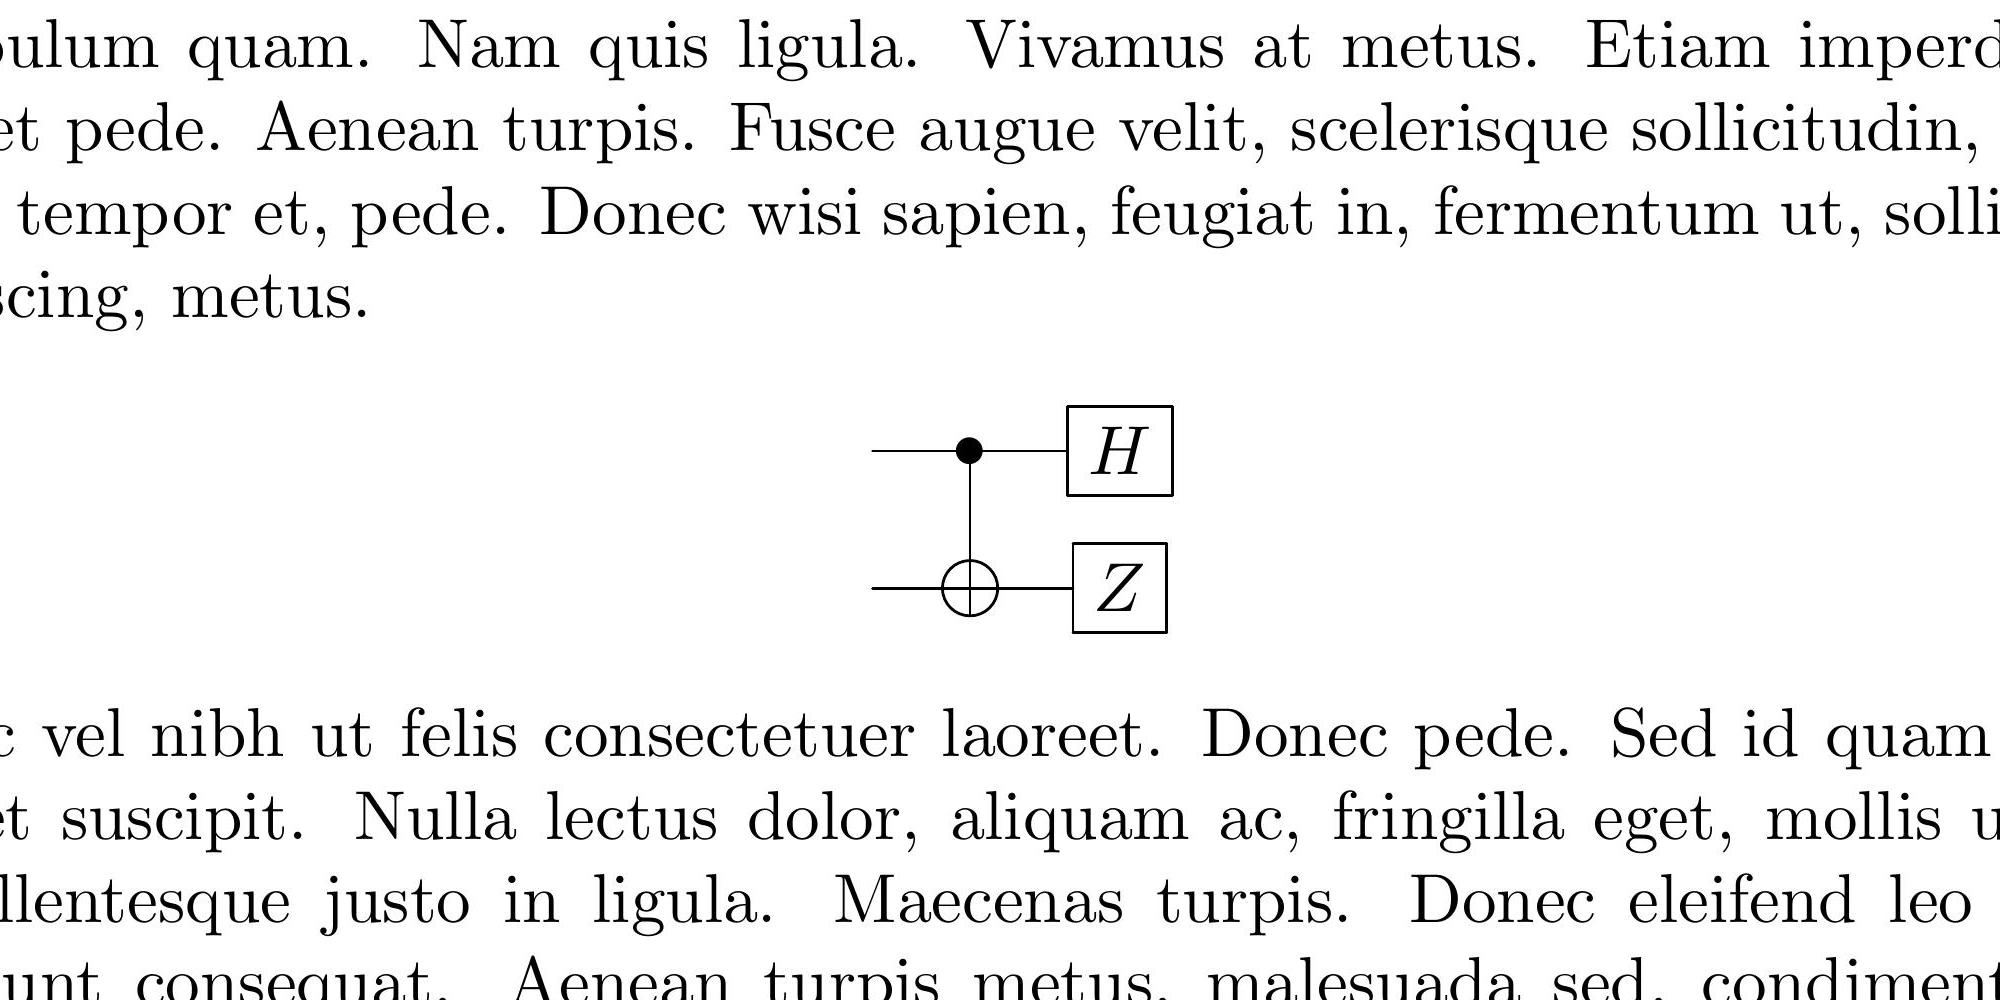 ulum quam. Nam quis ligula. Vivamus at metus. Etiam imperd
et pede. Aenean turpis. Fusce augue velit, scelerisque sollicitudin,
tempor et, pede. Donec wisi sapien, feugiat in, fermentum ut, solli
scing, metus.
H
Z
c vel nibh ut felis consectetuer laoreet. Donec pede. Sed id quam
et suscipit. Nulla lectus dolor, aliquam ac, fringilla eget, mollis u
llentesque justo in ligula. Maecenas turpis. Donec eleifend leo
unt consequat. Aenean turpis metus, malesuada sed, condiment